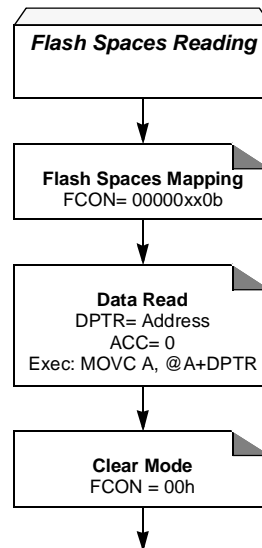 Flash Spaces Reading
Flash Spaces Mapping
FCON= 00000xx0b
Data Read
DPTR= Address
ACC= 0
Exec: MOVC A, @A+DPTR
Clear Mode
FCON = 00h